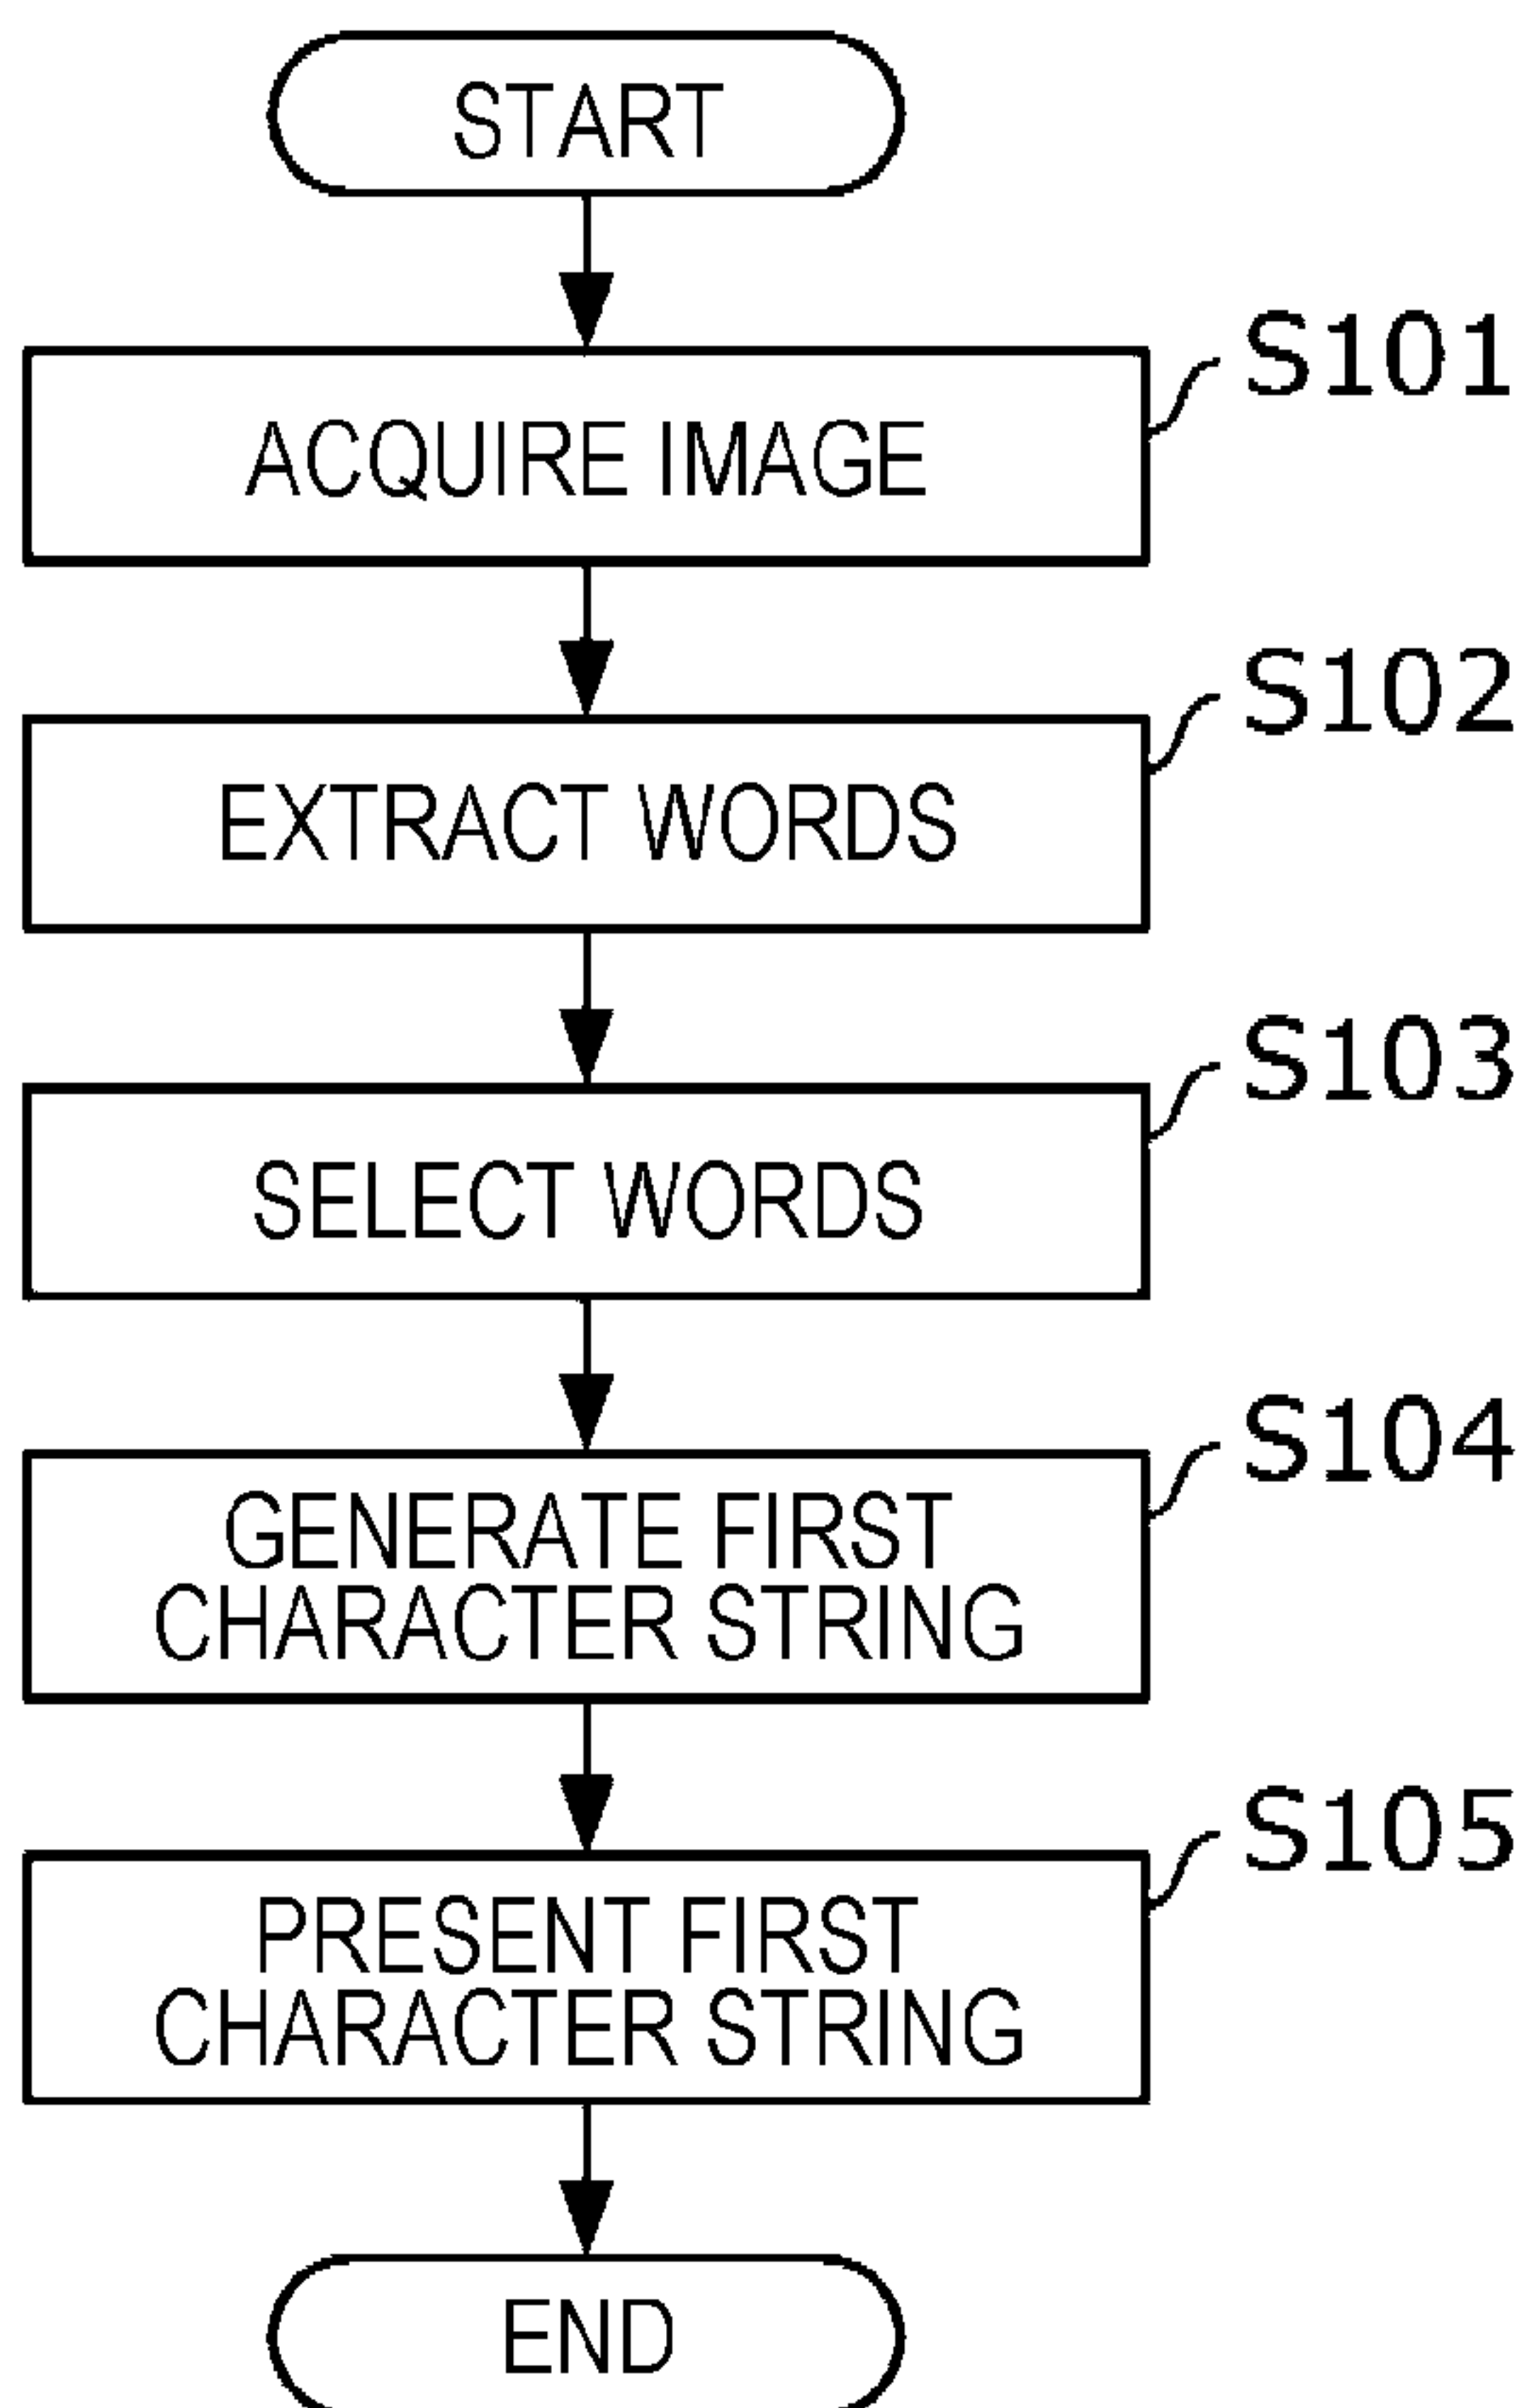 START
S101
ACQUIRE IMAGE
S102
EXTRACT WORDS
S103
SELECT WORDS
S104
GENERATE FIRST
CHARACTER STRING
S105
PRESENT FIRST
CHARACTER STRING
END